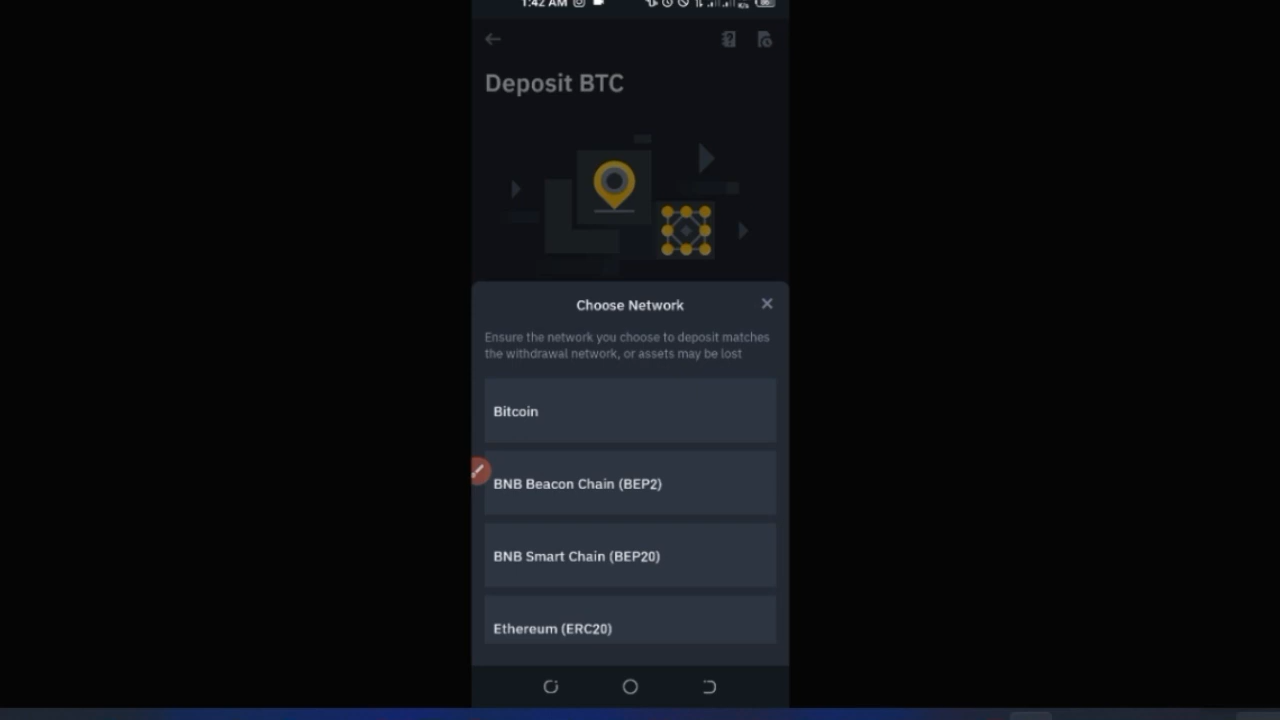 1:42 AM
Deposit BTC
Choose Network
Ensure the network you choose to deposit matches
the withdrawal network, or assets may be lost
Bitcoin
BNB Beacon Chain (BEP2)
BNB Smart Chain (BEP20)
Ethereum (ERC20)